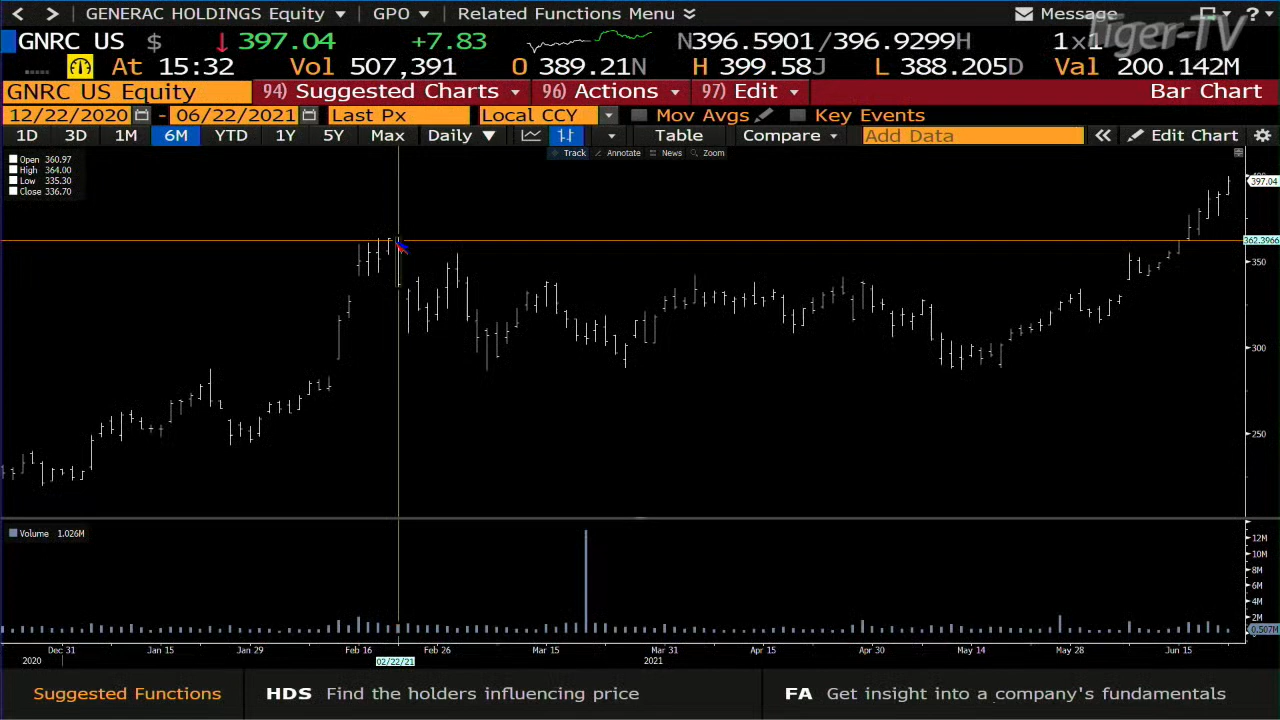 GENERAC HOLDINGS Equity GPO Related Functions Menu Message ?
Tiger-TV
GNRC US $ ↓ 397.04 +7.83 N396.5901/396.9299H 1x1
At 15:32 Vol 507,391 O 389.21N H 399.58J L 388.205D Val 200.142M
GNRC US Equity 94) Suggested Charts 96) Actions 97) Edit Bar Chart
12/22/2020 - 06/22/2021 Last Px Local CCY Mov Avgs Key Events
1D 3D 1M 6M YTD 1Y 5Y Max Daily ▼ Table Compare Add Data Edit Chart
Track Annotate News Zoom
Open 360.97
High 364.00
Low 335.30
Close 336.70
397.04
362.3966
350
300
250
Volume 1.026M
12M
10M
8M
6M
4M
2M
0.507M
Dec 31 Jan 15 Jan 29 Feb 16 Feb 26 Mar 15 Mar 31 Apr 15 Apr 30 May 14 May 28 Jun 15
2020 02/22/21 2021
Suggested Functions HDS Find the holders influencing price FA Get insight into a company's fundamentals